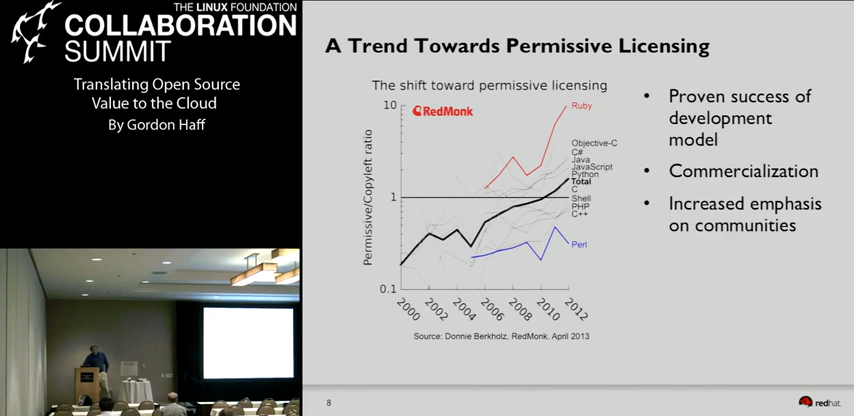 THE LINUX FOUNDATION
COLLABORATION
SUMMIT
Translating Open Source
Value to the Cloud
By Gordon Haff
A Trend Towards Permissive Licensing
The shift toward permissive licensing
RedMonk
Permissive/Copyleft ratio
10
1
0.1
2000
2002
2004
2006
2008
2010
2012
Ruby
Objective-C
C#
Java
JavaScript
Python
Total
C
Shell
PHP
C++
Perl
Source: Donnie Berkholz, RedMonk. April 2013
• Proven success of
development
model
• Commercialization
• Increased emphasis
on communities
8
redhat.